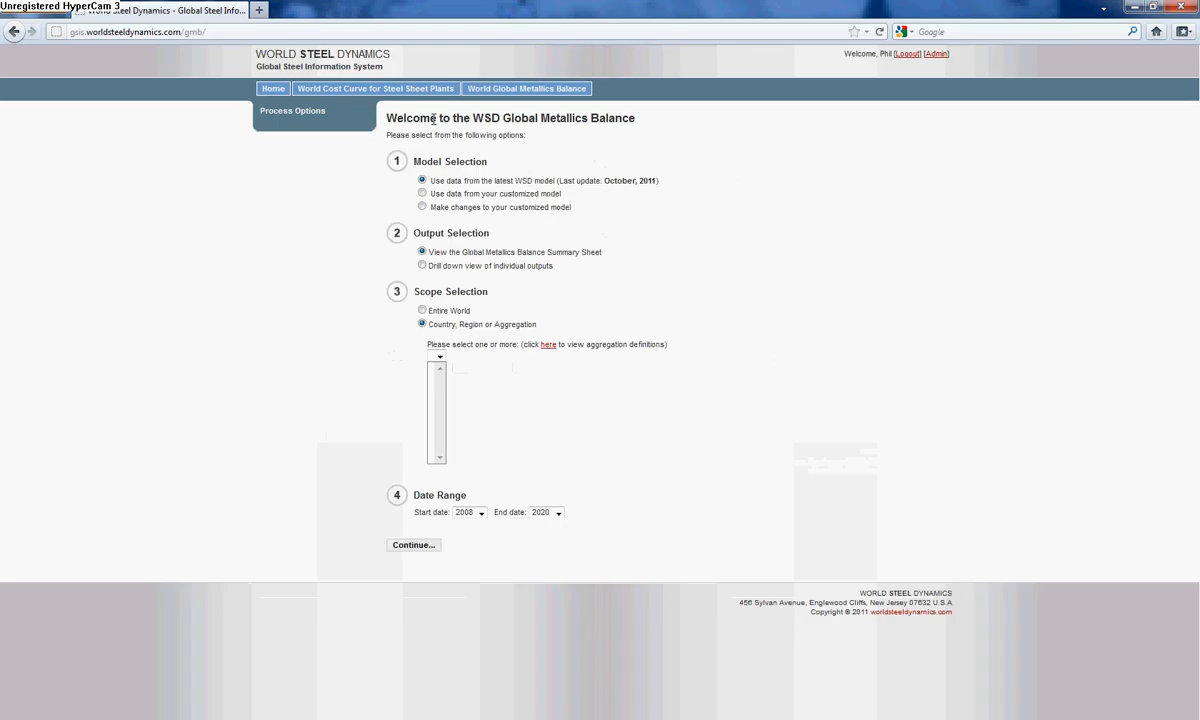 Unregistered HyperCam 3
World Steel Dynamics - Global Steel Info...
gsis.worldsteeldynamics.com/gmb/
Google
WORLD STEEL DYNAMICS
Global Steel Information System
Welcome, Phil [Logout] [Admin]
Home
World Cost Curve for Steel Sheet Plants
World Global Metallics Balance
Process Options
Welcome to the WSD Global Metallics Balance
Please select from the following options:
1 Model Selection
Use data from the latest WSD model (Last update: October, 2011)
Use data from your customized model
Make changes to your customized model
2 Output Selection
View the Global Metallics Balance Summary Sheet
Drill down view of individual outputs
3 Scope Selection
Entire World
Country, Region or Aggregation
Please select one or more: (click here to view aggregation definitions)
4 Date Range
Start date: 2008 End date: 2020
Continue...
WORLD STEEL DYNAMICS
456 Sylvan Avenue, Englewood Cliffs, New Jersey 07632 U.S.A
Copyright © 2011 worldsteeldynamics.com